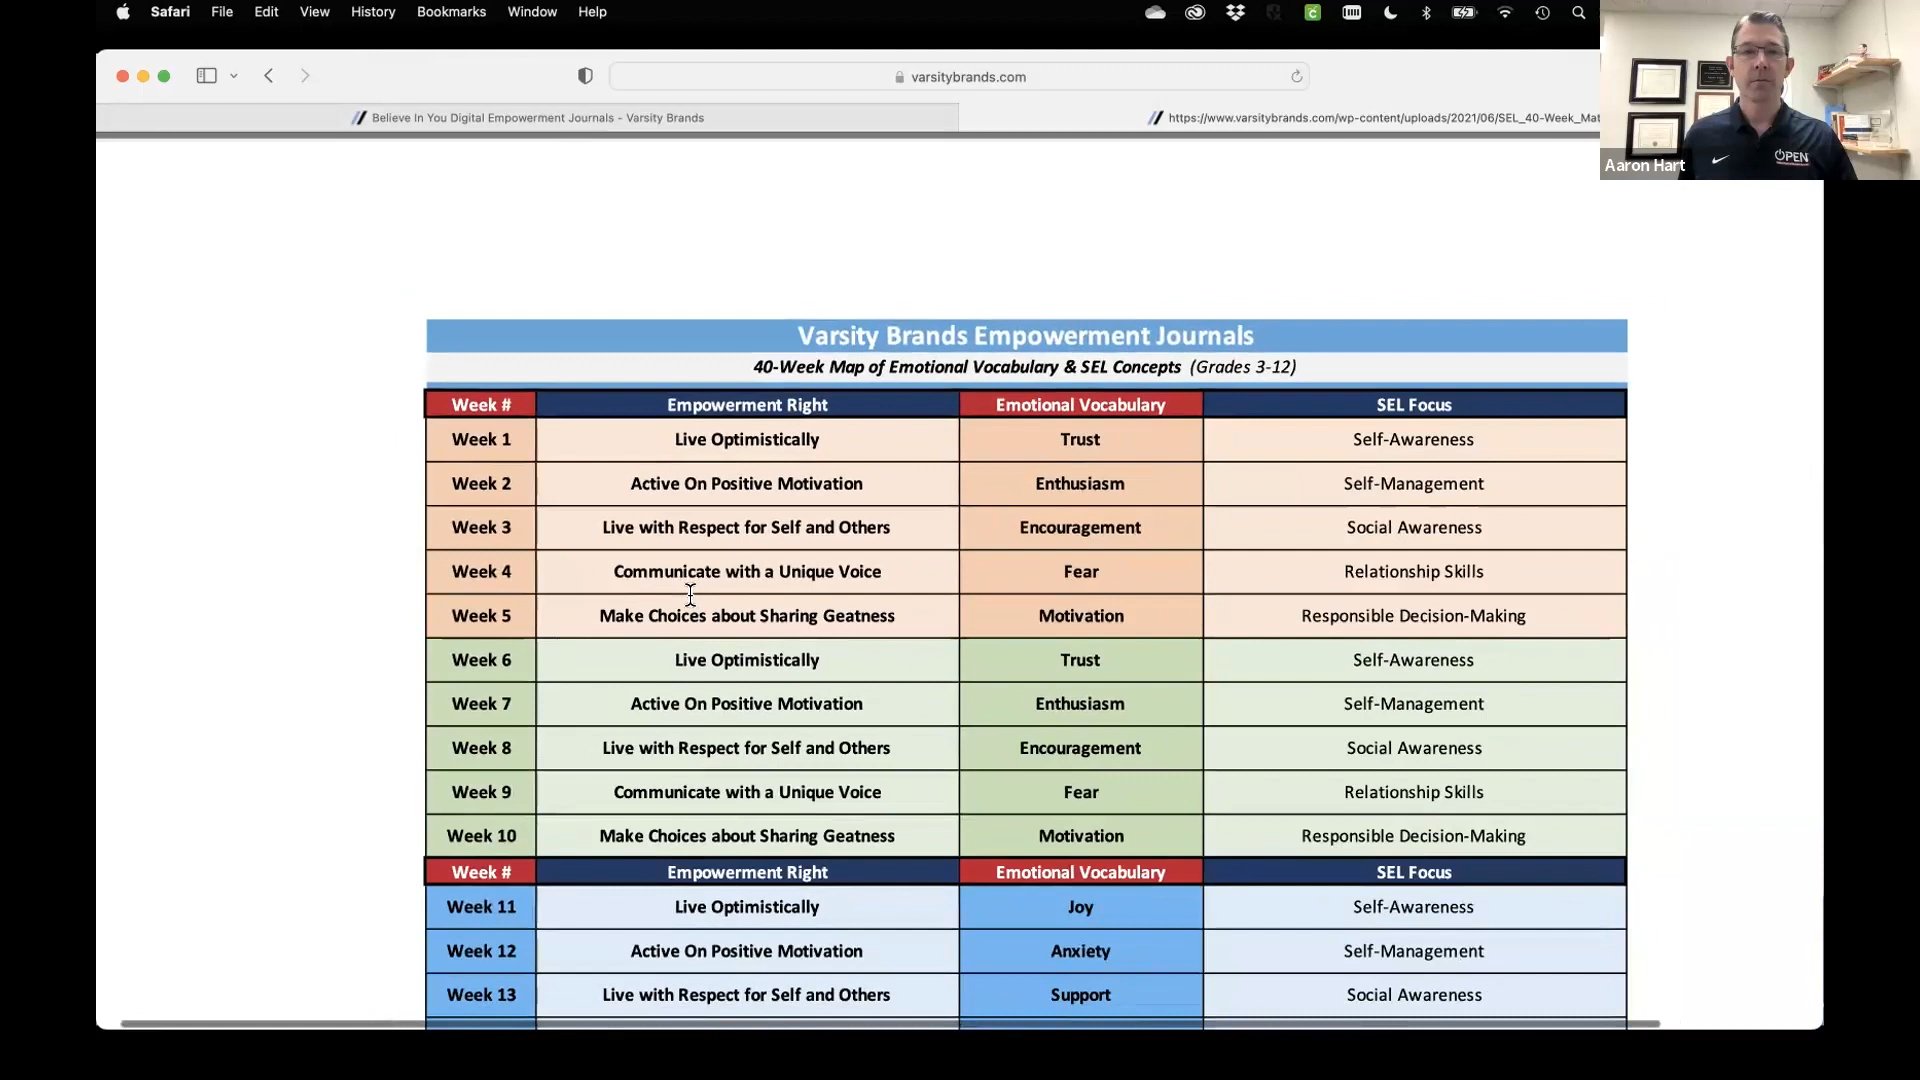 Safari File Edit View History Bookmarks Window Help
varsitybrands.com
Believe In You Digital Empowerment Journals - Varsity Brands
https://www.varsitybrands.com/wp-content/uploads/2021/06/SEL_40-Week_Mat
OPEN
Aaron Hart
Varsity Brands Empowerment Journals
40-Week Map of Emotional Vocabulary & SEL Concepts (Grades 3-12)
Week # Empowerment Right Emotional Vocabulary SEL Focus
Week 1 Live Optimistically Trust Self-Awareness
Week 2 Active On Positive Motivation Enthusiasm Self-Management
Week 3 Live with Respect for Self and Others Encouragement Social Awareness
Week 4 Communicate with a Unique Voice Fear Relationship Skills
Week 5 Make Choices about Sharing Geatness Motivation Responsible Decision-Making
Week 6 Live Optimistically Trust Self-Awareness
Week 7 Active On Positive Motivation Enthusiasm Self-Management
Week 8 Live with Respect for Self and Others Encouragement Social Awareness
Week 9 Communicate with a Unique Voice Fear Relationship Skills
Week 10 Make Choices about Sharing Geatness Motivation Responsible Decision-Making
Week # Empowerment Right Emotional Vocabulary SEL Focus
Week 11 Live Optimistically Joy Self-Awareness
Week 12 Active On Positive Motivation Anxiety Self-Management
Week 13 Live with Respect for Self and Others Support Social Awareness